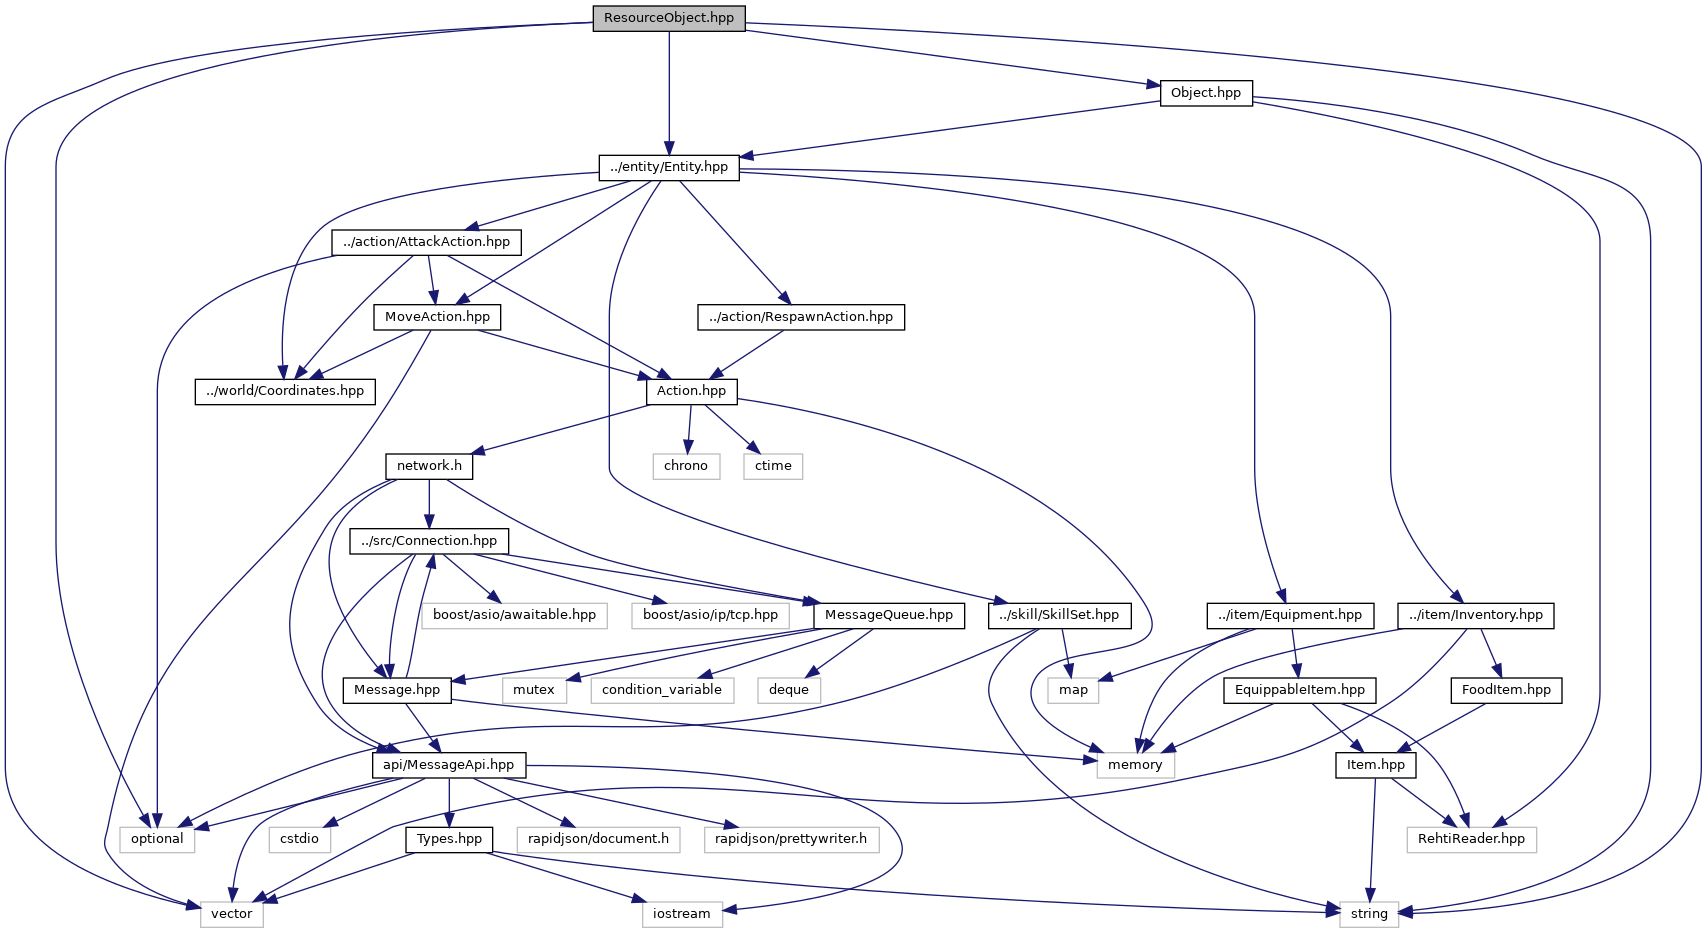 ResourceObject.hpp
Object.hpp
../entity/Entity.hpp
../action/AttackAction.hpp
MoveAction.hpp
../action/RespawnAction.hpp
../world/Coordinates.hpp
Action.hpp
network.h
chrono
ctime
../src/Connection.hpp
boost/asio/awaitable.hpp
boost/asio/ip/tcp.hpp
MessageQueue.hpp
../skill/SkillSet.hpp
../item/Equipment.hpp
../item/Inventory.hpp
Message.hpp
mutex
condition_variable
deque
map
EquippableItem.hpp
FoodItem.hpp
api/MessageApi.hpp
memory
Item.hpp
optional
cstdio
Types.hpp
rapidjson/document.h
rapidjson/prettywriter.h
RehtiReader.hpp
vector
iostream
string